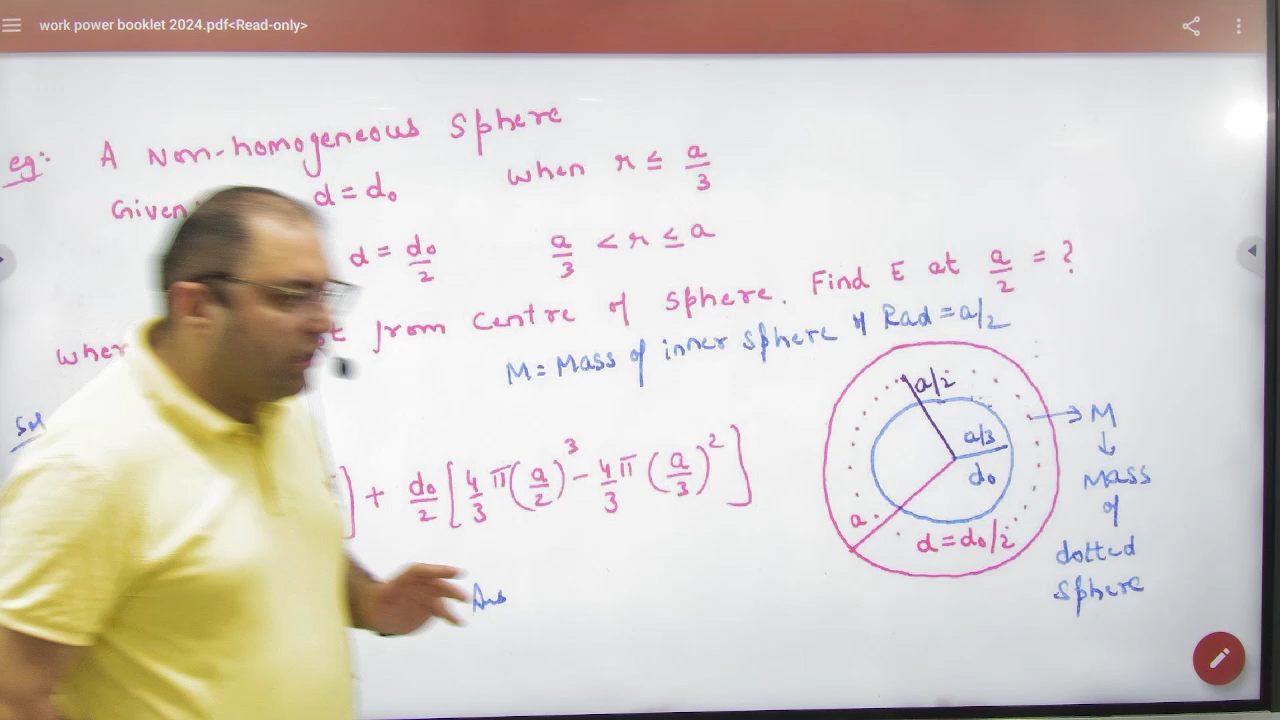 work power booklet 2024.pdf<Read-only>
eg: A Non-homogeneous Sphere
Given d = d₀ when r ≤ a/3
d = d₀/2 a/3 < r ≤ a
from centre of sphere. Find E at a/2 = ?
M = Mass of inner sphere of Rad = a/2
Sol
] + d₀/2 [4/3 π(a/2)³ - 4/3 π (a/3)²]
Ans
a/2
a/3
d₀
a
d = d₀/2
M
Mass
of
dotted
sphere